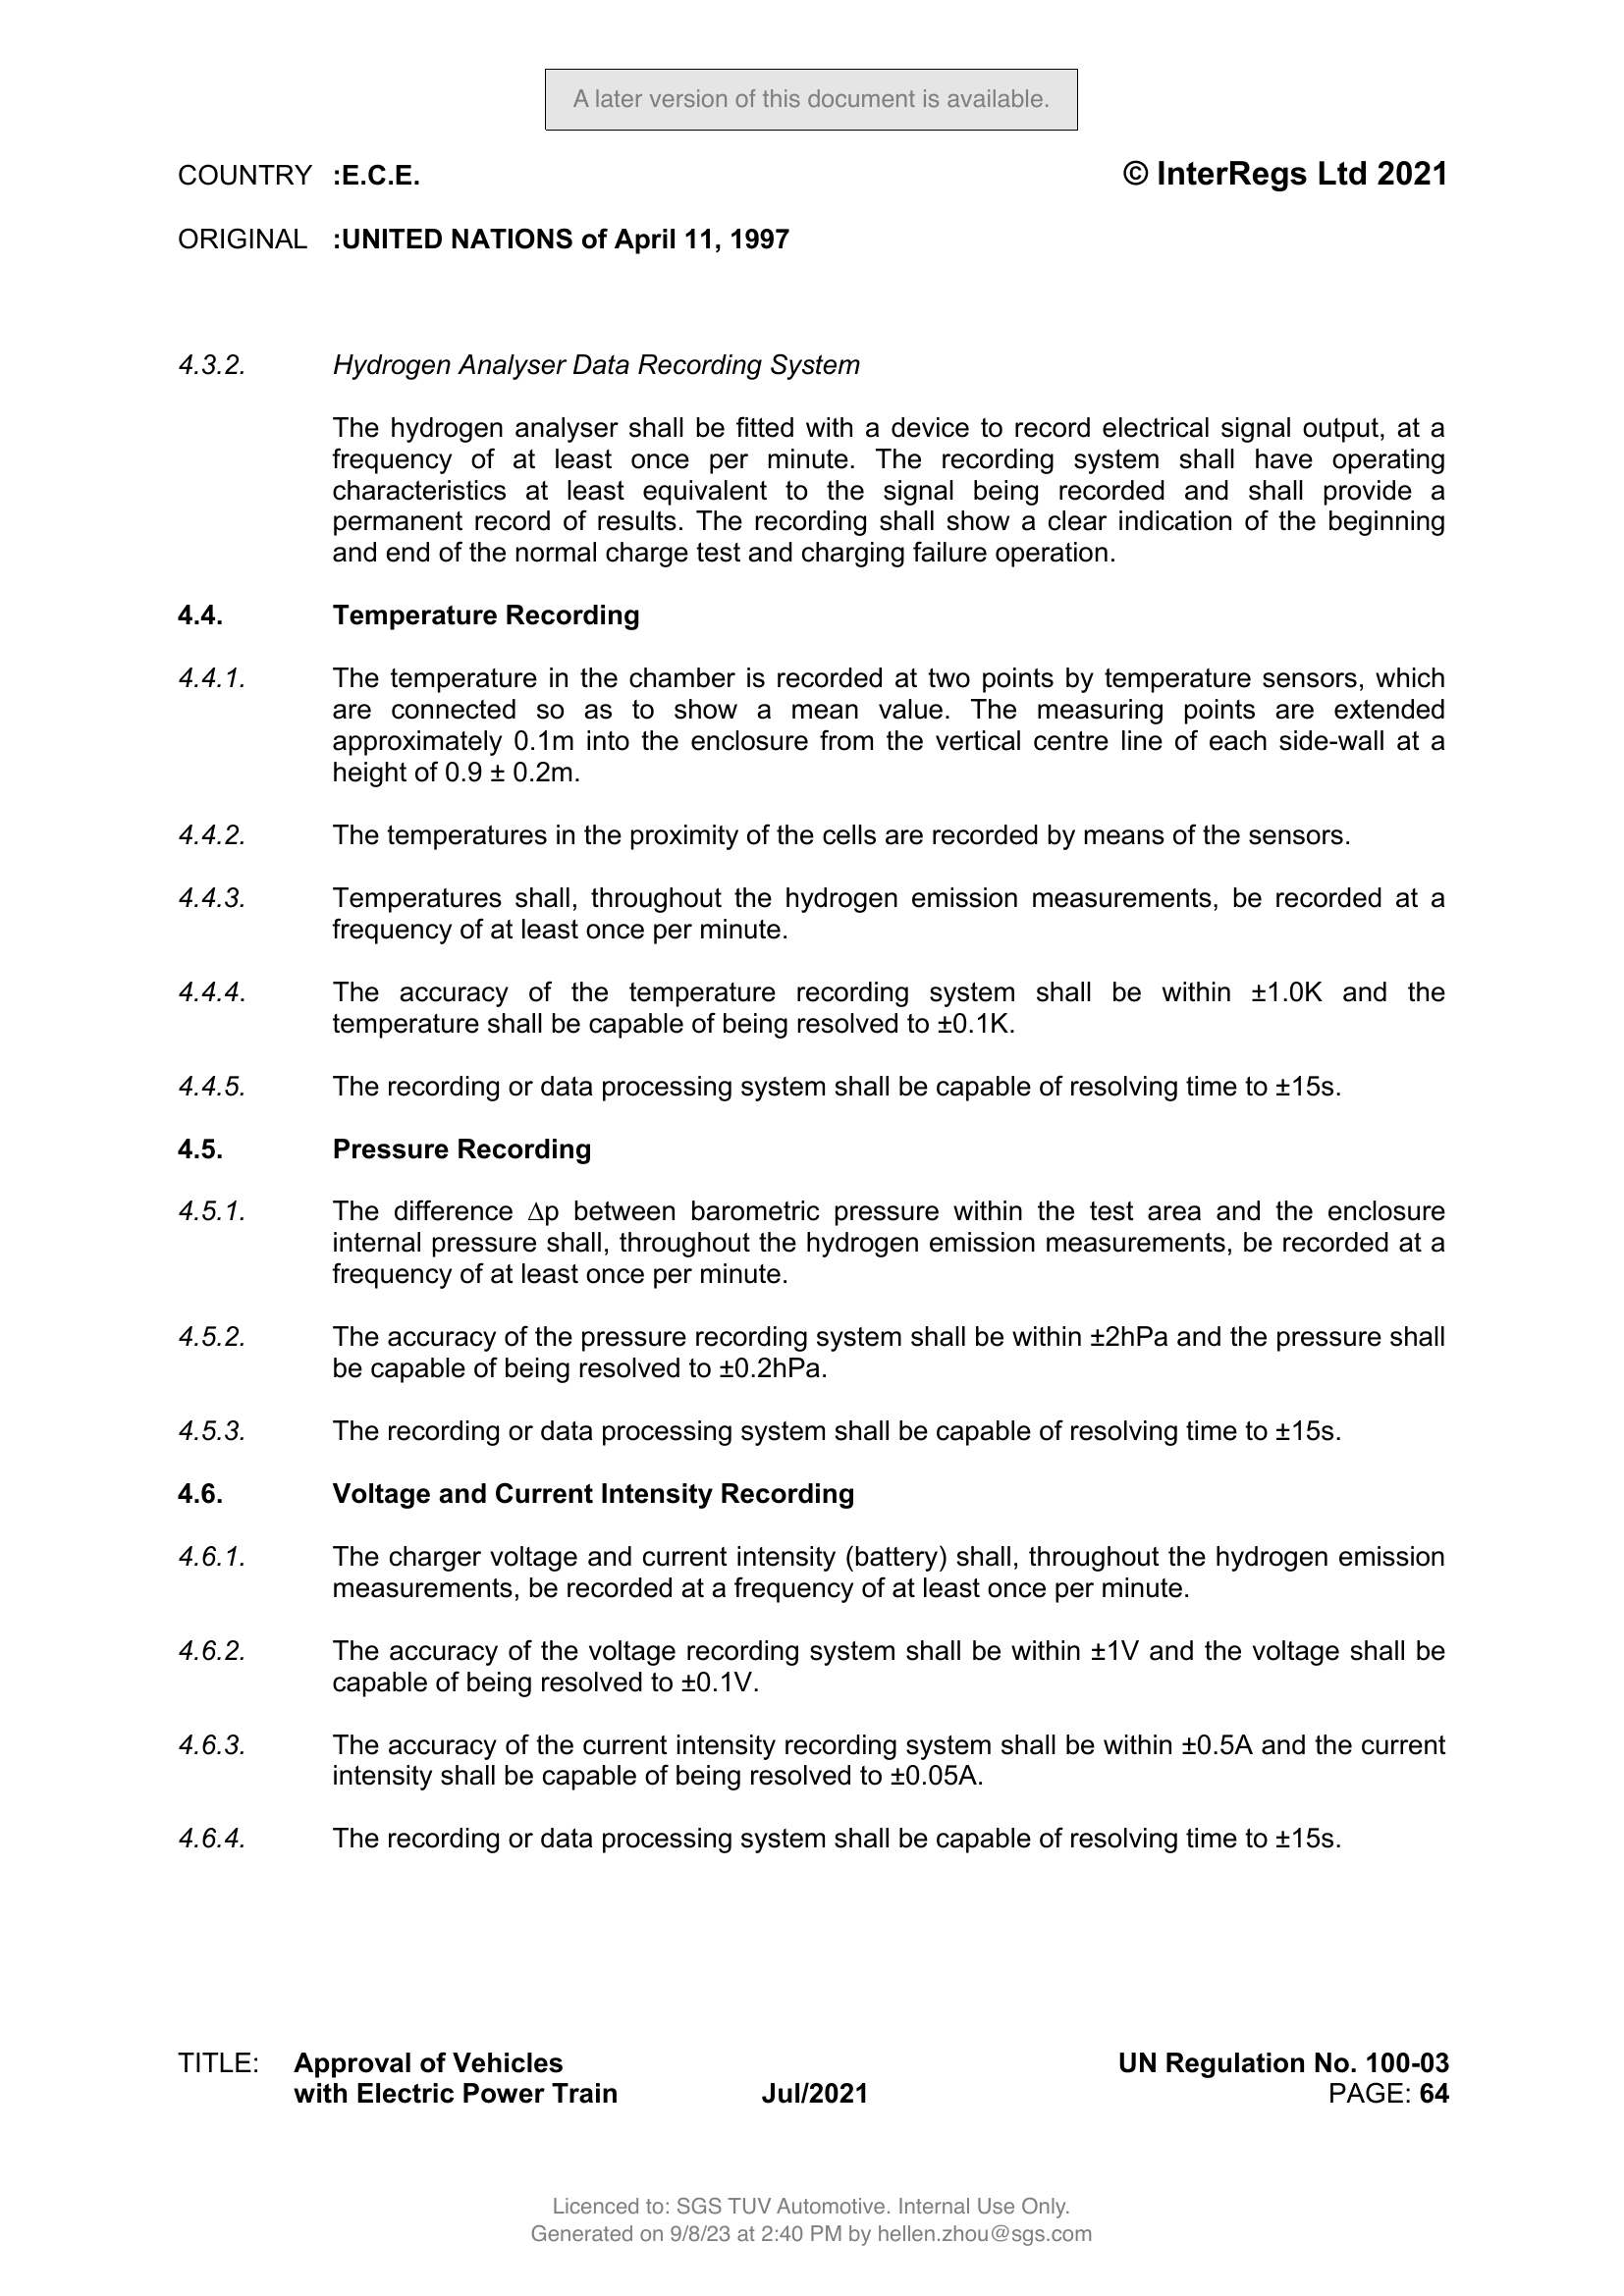 A later version of this document is available.
COUNTRY :E.C.E. © InterRegs Ltd 2021
ORIGINAL :UNITED NATIONS of April 11, 1997
4.3.2. Hydrogen Analyser Data Recording System
The hydrogen analyser shall be fitted with a device to record electrical signal output, at a
frequency of at least once per minute. The recording system shall have operating
characteristics at least equivalent to the signal being recorded and shall provide a
permanent record of results. The recording shall show a clear indication of the beginning
and end of the normal charge test and charging failure operation.
4.4. Temperature Recording
4.4.1. The temperature in the chamber is recorded at two points by temperature sensors, which
are connected so as to show a mean value. The measuring points are extended
approximately 0.1m into the enclosure from the vertical centre line of each side-wall at a
height of 0.9 ± 0.2m.
4.4.2. The temperatures in the proximity of the cells are recorded by means of the sensors.
4.4.3. Temperatures shall, throughout the hydrogen emission measurements, be recorded at a
frequency of at least once per minute.
4.4.4. The accuracy of the temperature recording system shall be within ±1.0K and the
temperature shall be capable of being resolved to ±0.1K.
4.4.5. The recording or data processing system shall be capable of resolving time to ±15s.
4.5. Pressure Recording
4.5.1. The difference ∆p between barometric pressure within the test area and the enclosure
internal pressure shall, throughout the hydrogen emission measurements, be recorded at a
frequency of at least once per minute.
4.5.2. The accuracy of the pressure recording system shall be within ±2hPa and the pressure shall
be capable of being resolved to ±0.2hPa.
4.5.3. The recording or data processing system shall be capable of resolving time to ±15s.
4.6. Voltage and Current Intensity Recording
4.6.1. The charger voltage and current intensity (battery) shall, throughout the hydrogen emission
measurements, be recorded at a frequency of at least once per minute.
4.6.2. The accuracy of the voltage recording system shall be within ±1V and the voltage shall be
capable of being resolved to ±0.1V.
4.6.3. The accuracy of the current intensity recording system shall be within ±0.5A and the current
intensity shall be capable of being resolved to ±0.05A.
4.6.4. The recording or data processing system shall be capable of resolving time to ±15s.
TITLE: Approval of Vehicles UN Regulation No. 100-03
with Electric Power Train Jul/2021 PAGE: 64
Licenced to: SGS TUV Automotive. Internal Use Only.
Generated on 9/8/23 at 2:40 PM by hellen.zhou@sgs.com